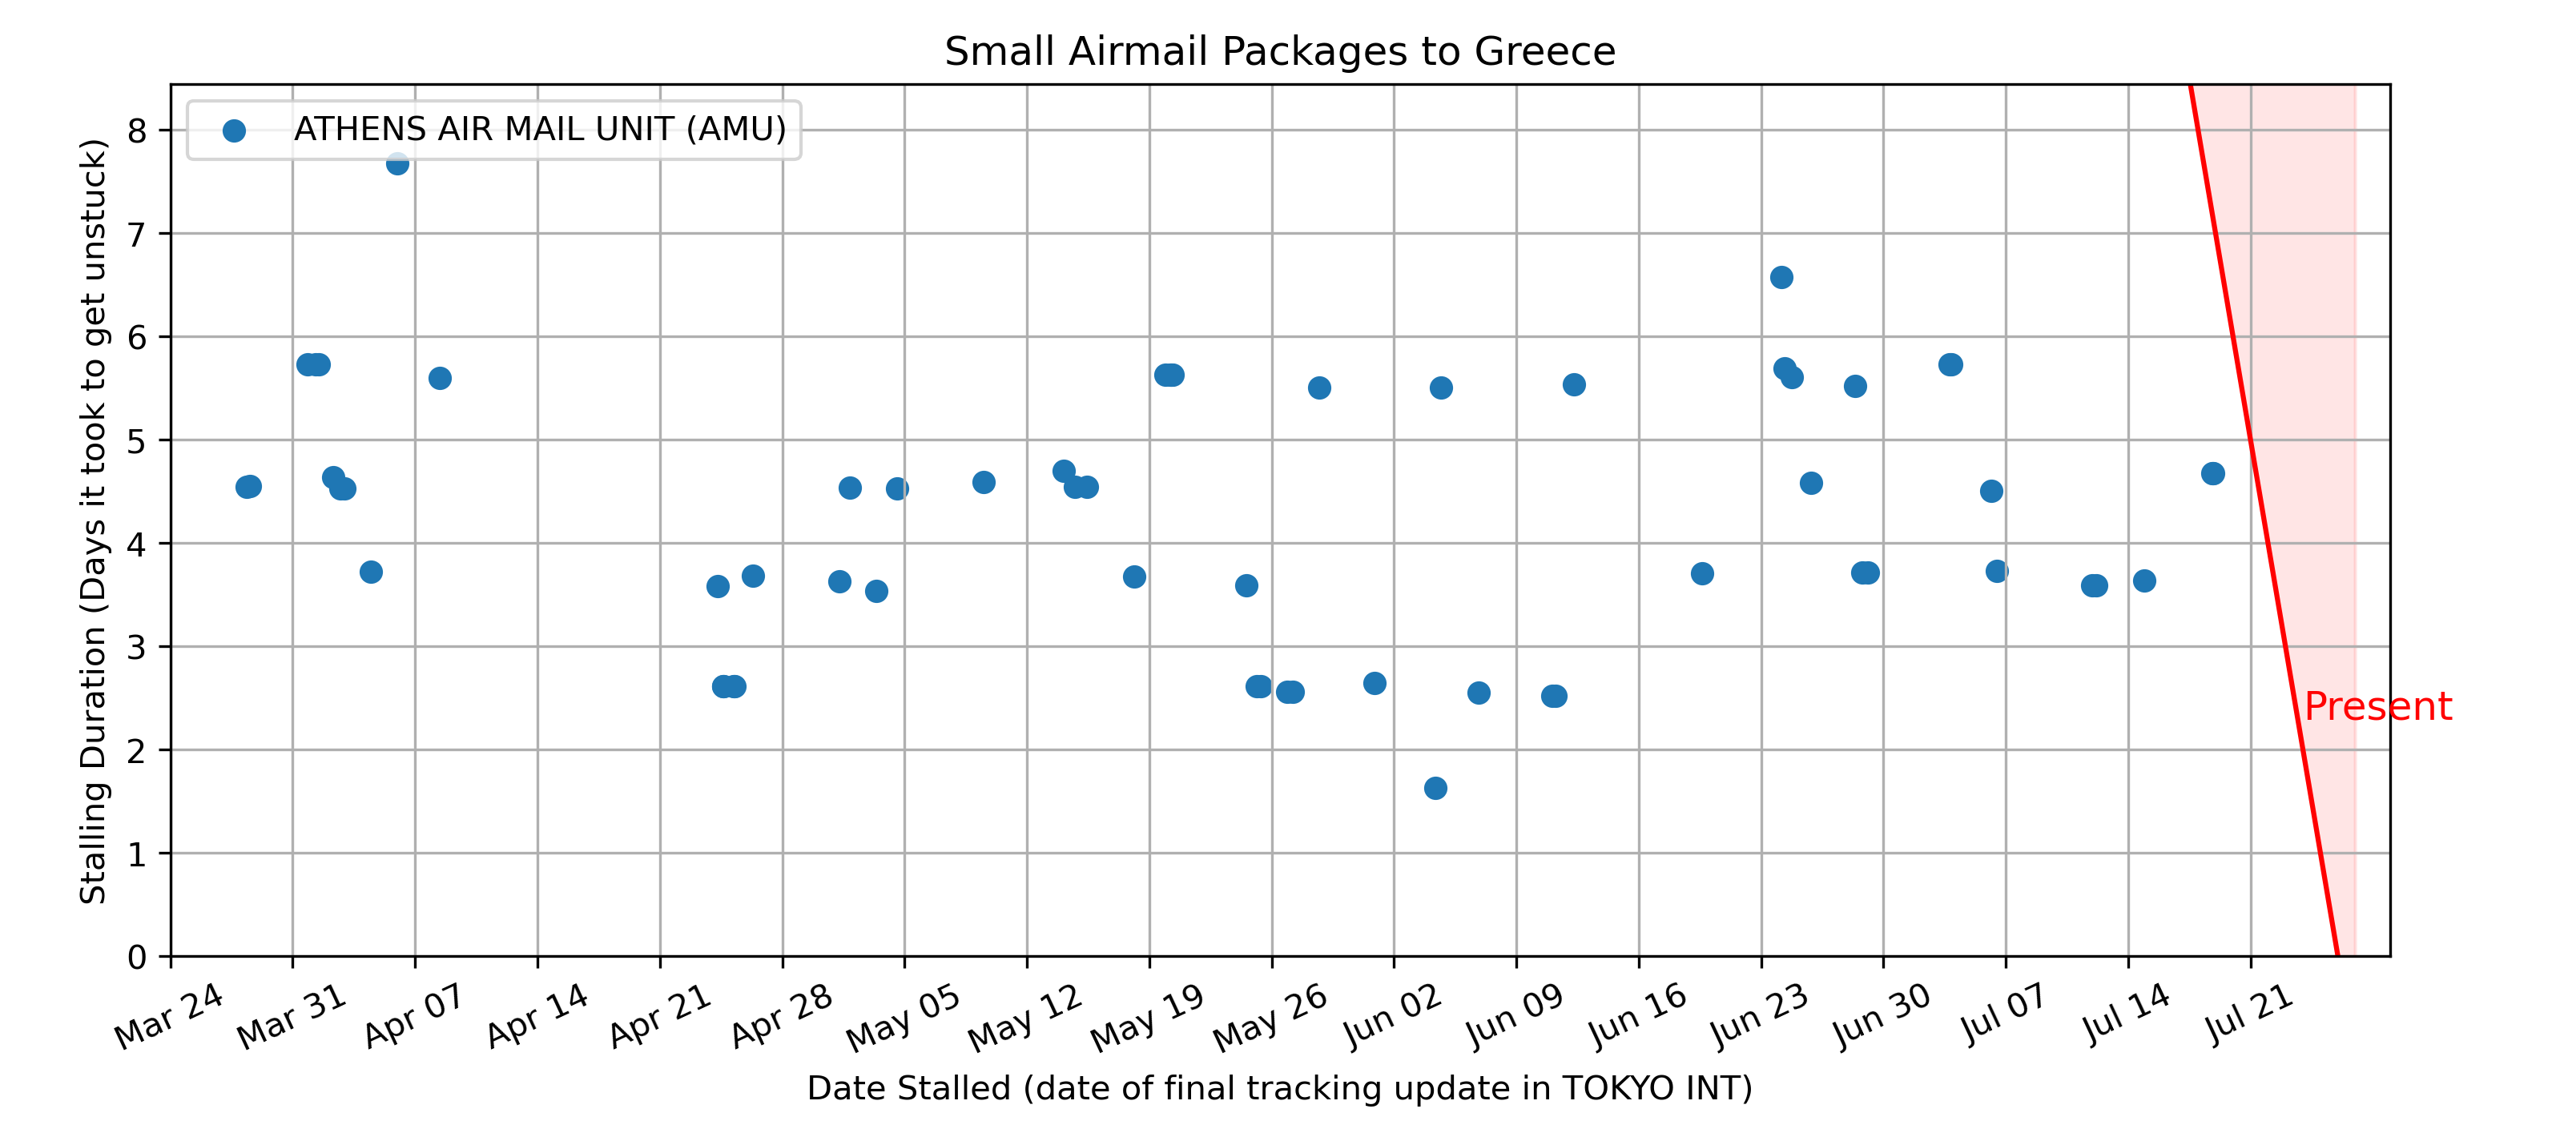 Small Airmail Packages to Greece
ATHENS AIR MAIL UNIT (AMU)
Stalling Duration (Days it took to get unstuck)
8
7
6
5
4
3
2
1
0
Present
Mar 24
Mar 31
Apr 07
Apr 14
Apr 21
Apr 28
May 05
May 12
May 19
May 26
Jun 02
Jun 09
Jun 16
Jun 23
Jun 30
Jul 07
Jul 14
Jul 21
Date Stalled (date of final tracking update in TOKYO INT)